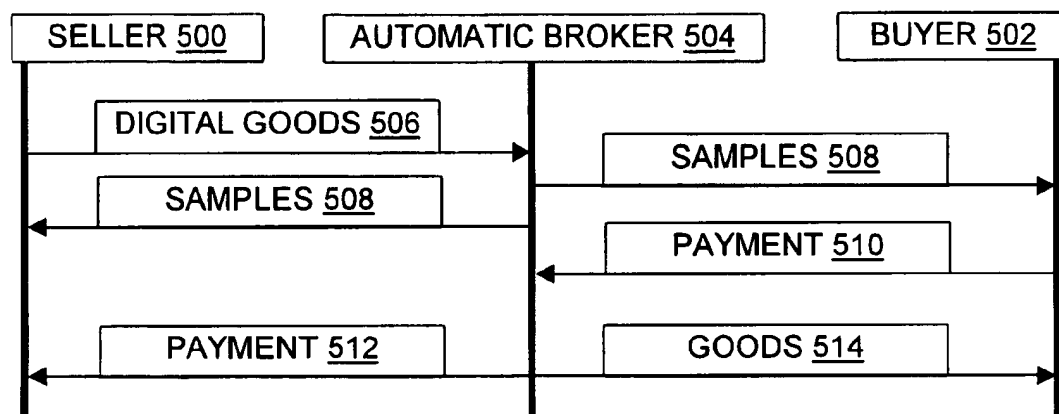 SELLER 500
AUTOMATIC BROKER 504
BUYER 502
DIGITAL GOODS 506
SAMPLES 508
SAMPLES 508
PAYMENT 510
PAYMENT 512
GOODS 514